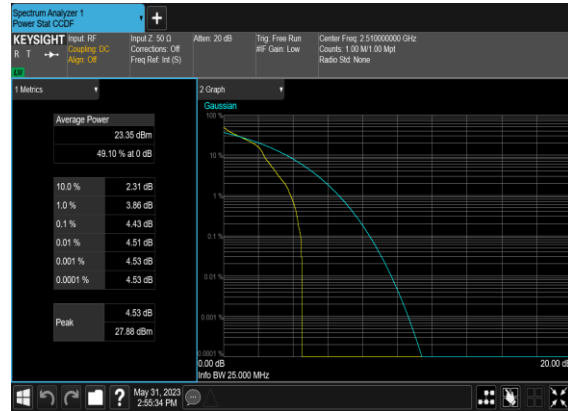 Spectrum Analyzer 1
Power Stat CCDF
+
KEYSIGHT
R T
LW
Input: RF
Coupling: DC
Align: Off
Input Z: 50 Ω
Corrections: Off
Freq Ref: Int (S)
Atten: 20 dB
Trig: Free Run
#IF Gain: Low
Center Freq: 2.510000000 GHz
Counts: 1.00 M/1.00 Mpt
Radio Std: None
1 Metrics
Average Power
23.35 dBm
49.10 % at 0 dB
10.0 % 2.31 dB
1.0 % 3.86 dB
0.1 % 4.43 dB
0.01 % 4.51 dB
0.001 % 4.53 dB
0.0001 % 4.53 dB
Peak
4.53 dB
27.88 dBm
2 Graph
Gaussian
100 %
10 %
1 %
0.1 %
0.01 %
0.001 %
0.0001 %
0.00 dB
20.00 dB
Info BW 25.000 MHz
?
May 31, 2023
2:55:34 PM